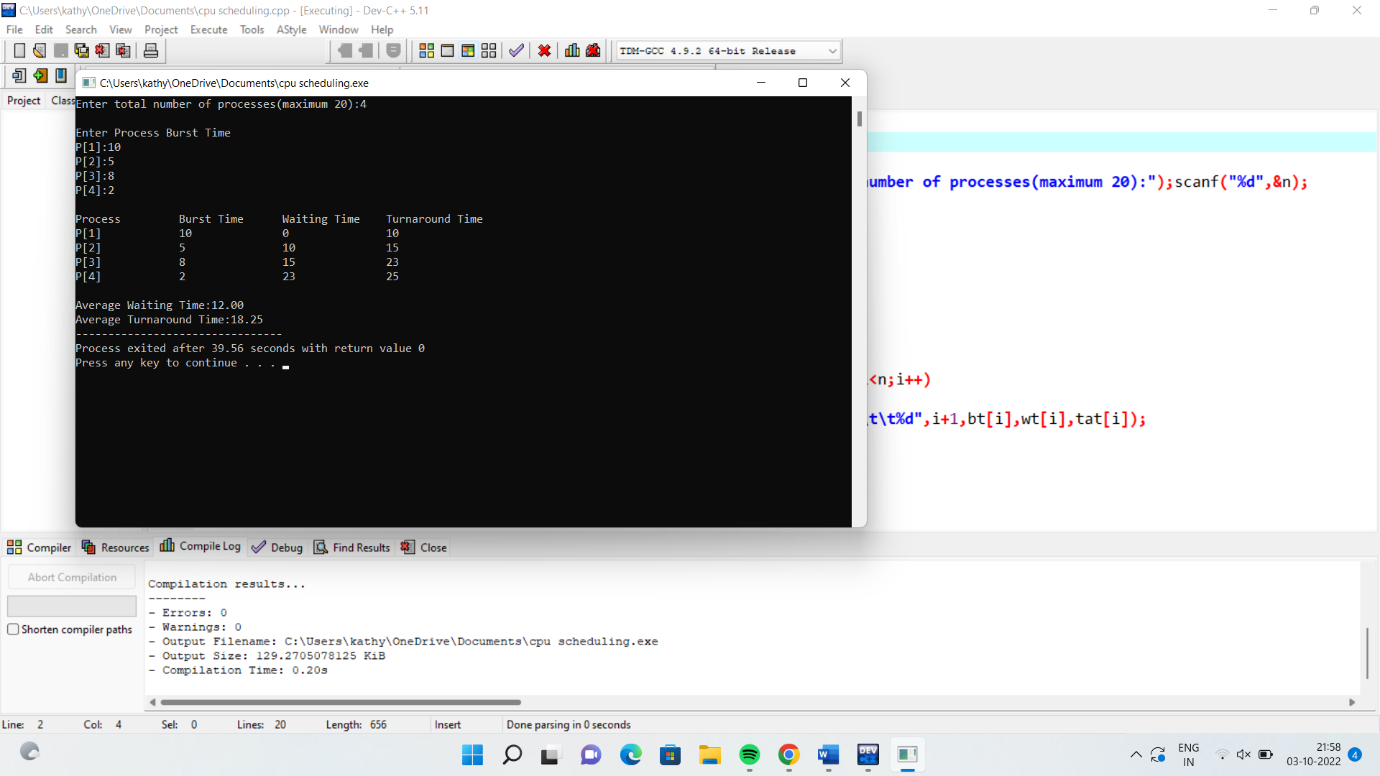 C:\Users\kathy\OneDrive\Documents\cpu scheduling.cpp - [Executing] - Dev-C++ 5.11
File Edit Search View Project Execute Tools AStyle Window Help
TDM-GCC 4.9.2 64-bit Release
Project Clas
C:\Users\kathy\OneDrive\Documents\cpu scheduling.exe
Enter total number of processes(maximum 20):4
Enter Process Burst Time
P[1]:10
P[2]:5
P[3]:8
P[4]:2
Process Burst Time Waiting Time Turnaround Time
P[1] 10 0 10
P[2] 5 10 15
P[3] 8 15 23
P[4] 2 23 25
Average Waiting Time:12.00
Average Turnaround Time:18.25
--------------------------------
Process exited after 39.56 seconds with return value 0
Press any key to continue . . .
number of processes(maximum 20):");scanf("%d",&n);
<n;i++)
t\t%d",i+1,bt[i],wt[i],tat[i]);
Compiler Resources Compile Log Debug Find Results Close
Abort Compilation
Shorten compiler paths
Compilation results...
--------
- Errors: 0
- Warnings: 0
- Output Filename: C:\Users\kathy\OneDrive\Documents\cpu scheduling.exe
- Output Size: 129.2705078125 KiB
- Compilation Time: 0.20s
Line: 2 Col: 4 Sel: 0 Lines: 20 Length: 656 Insert Done parsing in 0 seconds
DEV
ENG
IN
21:58
03-10-2022
4